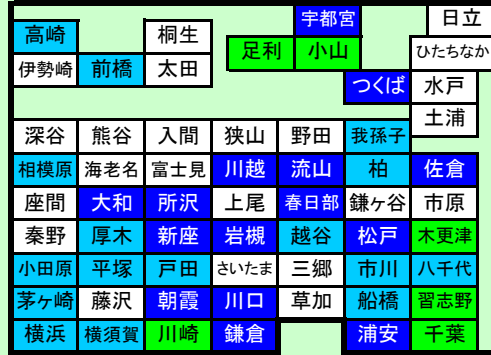 宇都宮 日立
高崎 桐生 足利 小山 ひたちなか
伊勢崎 前橋 太田
つくば 水戸
土浦
深谷 熊谷 入間 狭山 野田 我孫子
相模原 海老名 富士見 川越 流山 柏 佐倉
座間 大和 所沢 上尾 春日部 鎌ヶ谷 市原
秦野 厚木 新座 岩槻 越谷 松戸 木更津
小田原 平塚 戸田 さいたま 三郷 市川 八千代
茅ヶ崎 藤沢 朝霞 川口 草加 船橋 習志野
横浜 横須賀 川崎 鎌倉 浦安 千葉